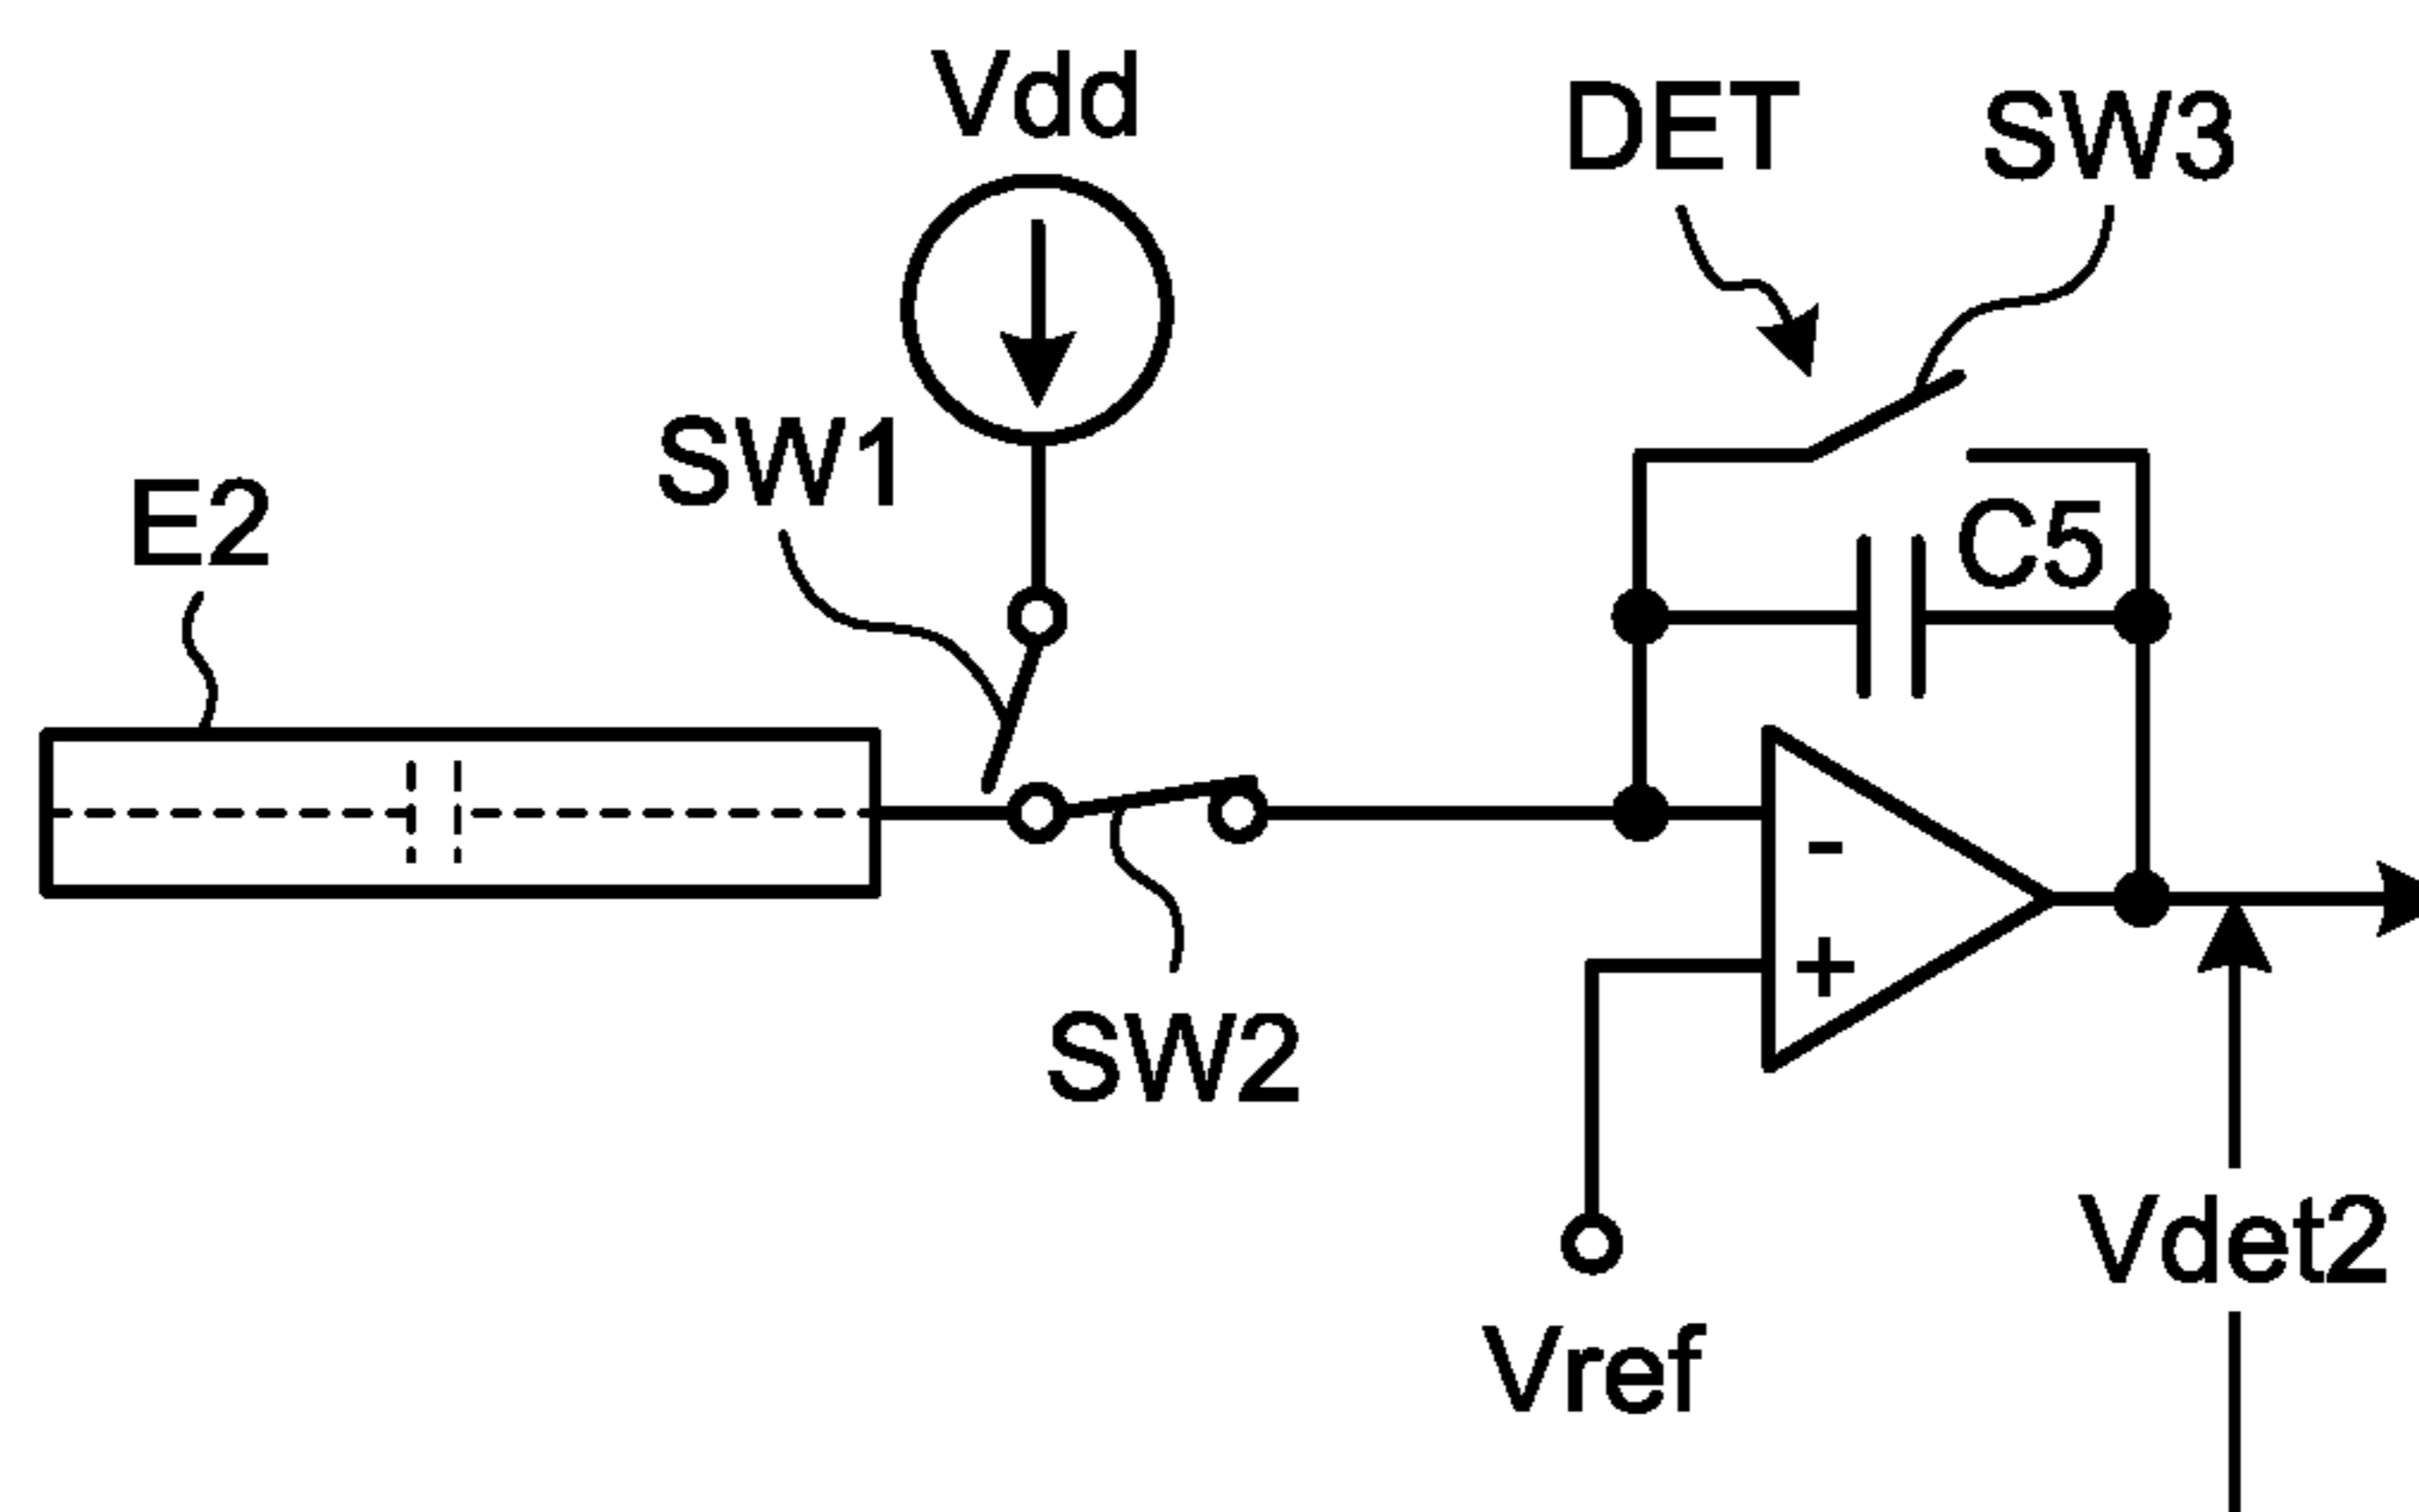 Vdd
DET
SW3
SW1
E2
C5
-
+
SW2
Vdet2
Vref